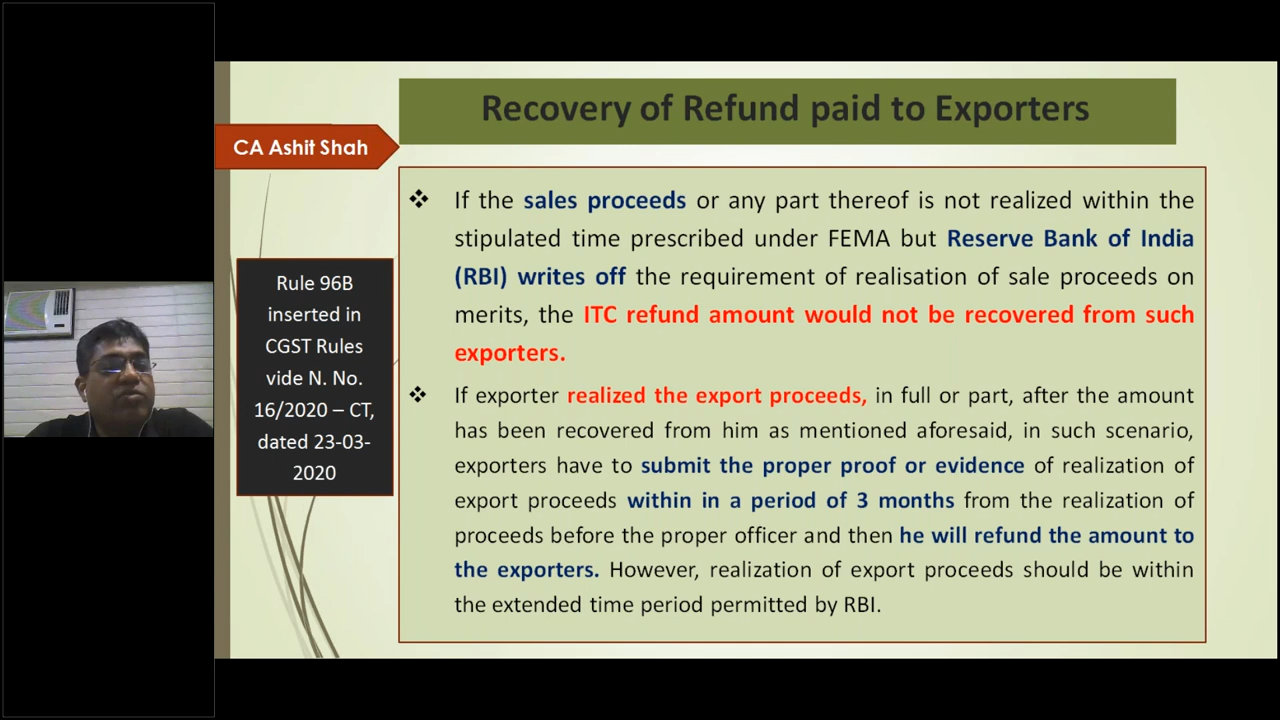 Recovery of Refund paid to Exporters
CA Ashit Shah
Rule 96B
inserted in
CGST Rules
vide N. No.
16/2020 – CT,
dated 23-03-
2020
❖ If the sales proceeds or any part thereof is not realized within the
stipulated time prescribed under FEMA but Reserve Bank of India
(RBI) writes off the requirement of realisation of sale proceeds on
merits, the ITC refund amount would not be recovered from such
exporters.
❖ If exporter realized the export proceeds, in full or part, after the amount
has been recovered from him as mentioned aforesaid, in such scenario,
exporters have to submit the proper proof or evidence of realization of
export proceeds within in a period of 3 months from the realization of
proceeds before the proper officer and then he will refund the amount to
the exporters. However, realization of export proceeds should be within
the extended time period permitted by RBI.